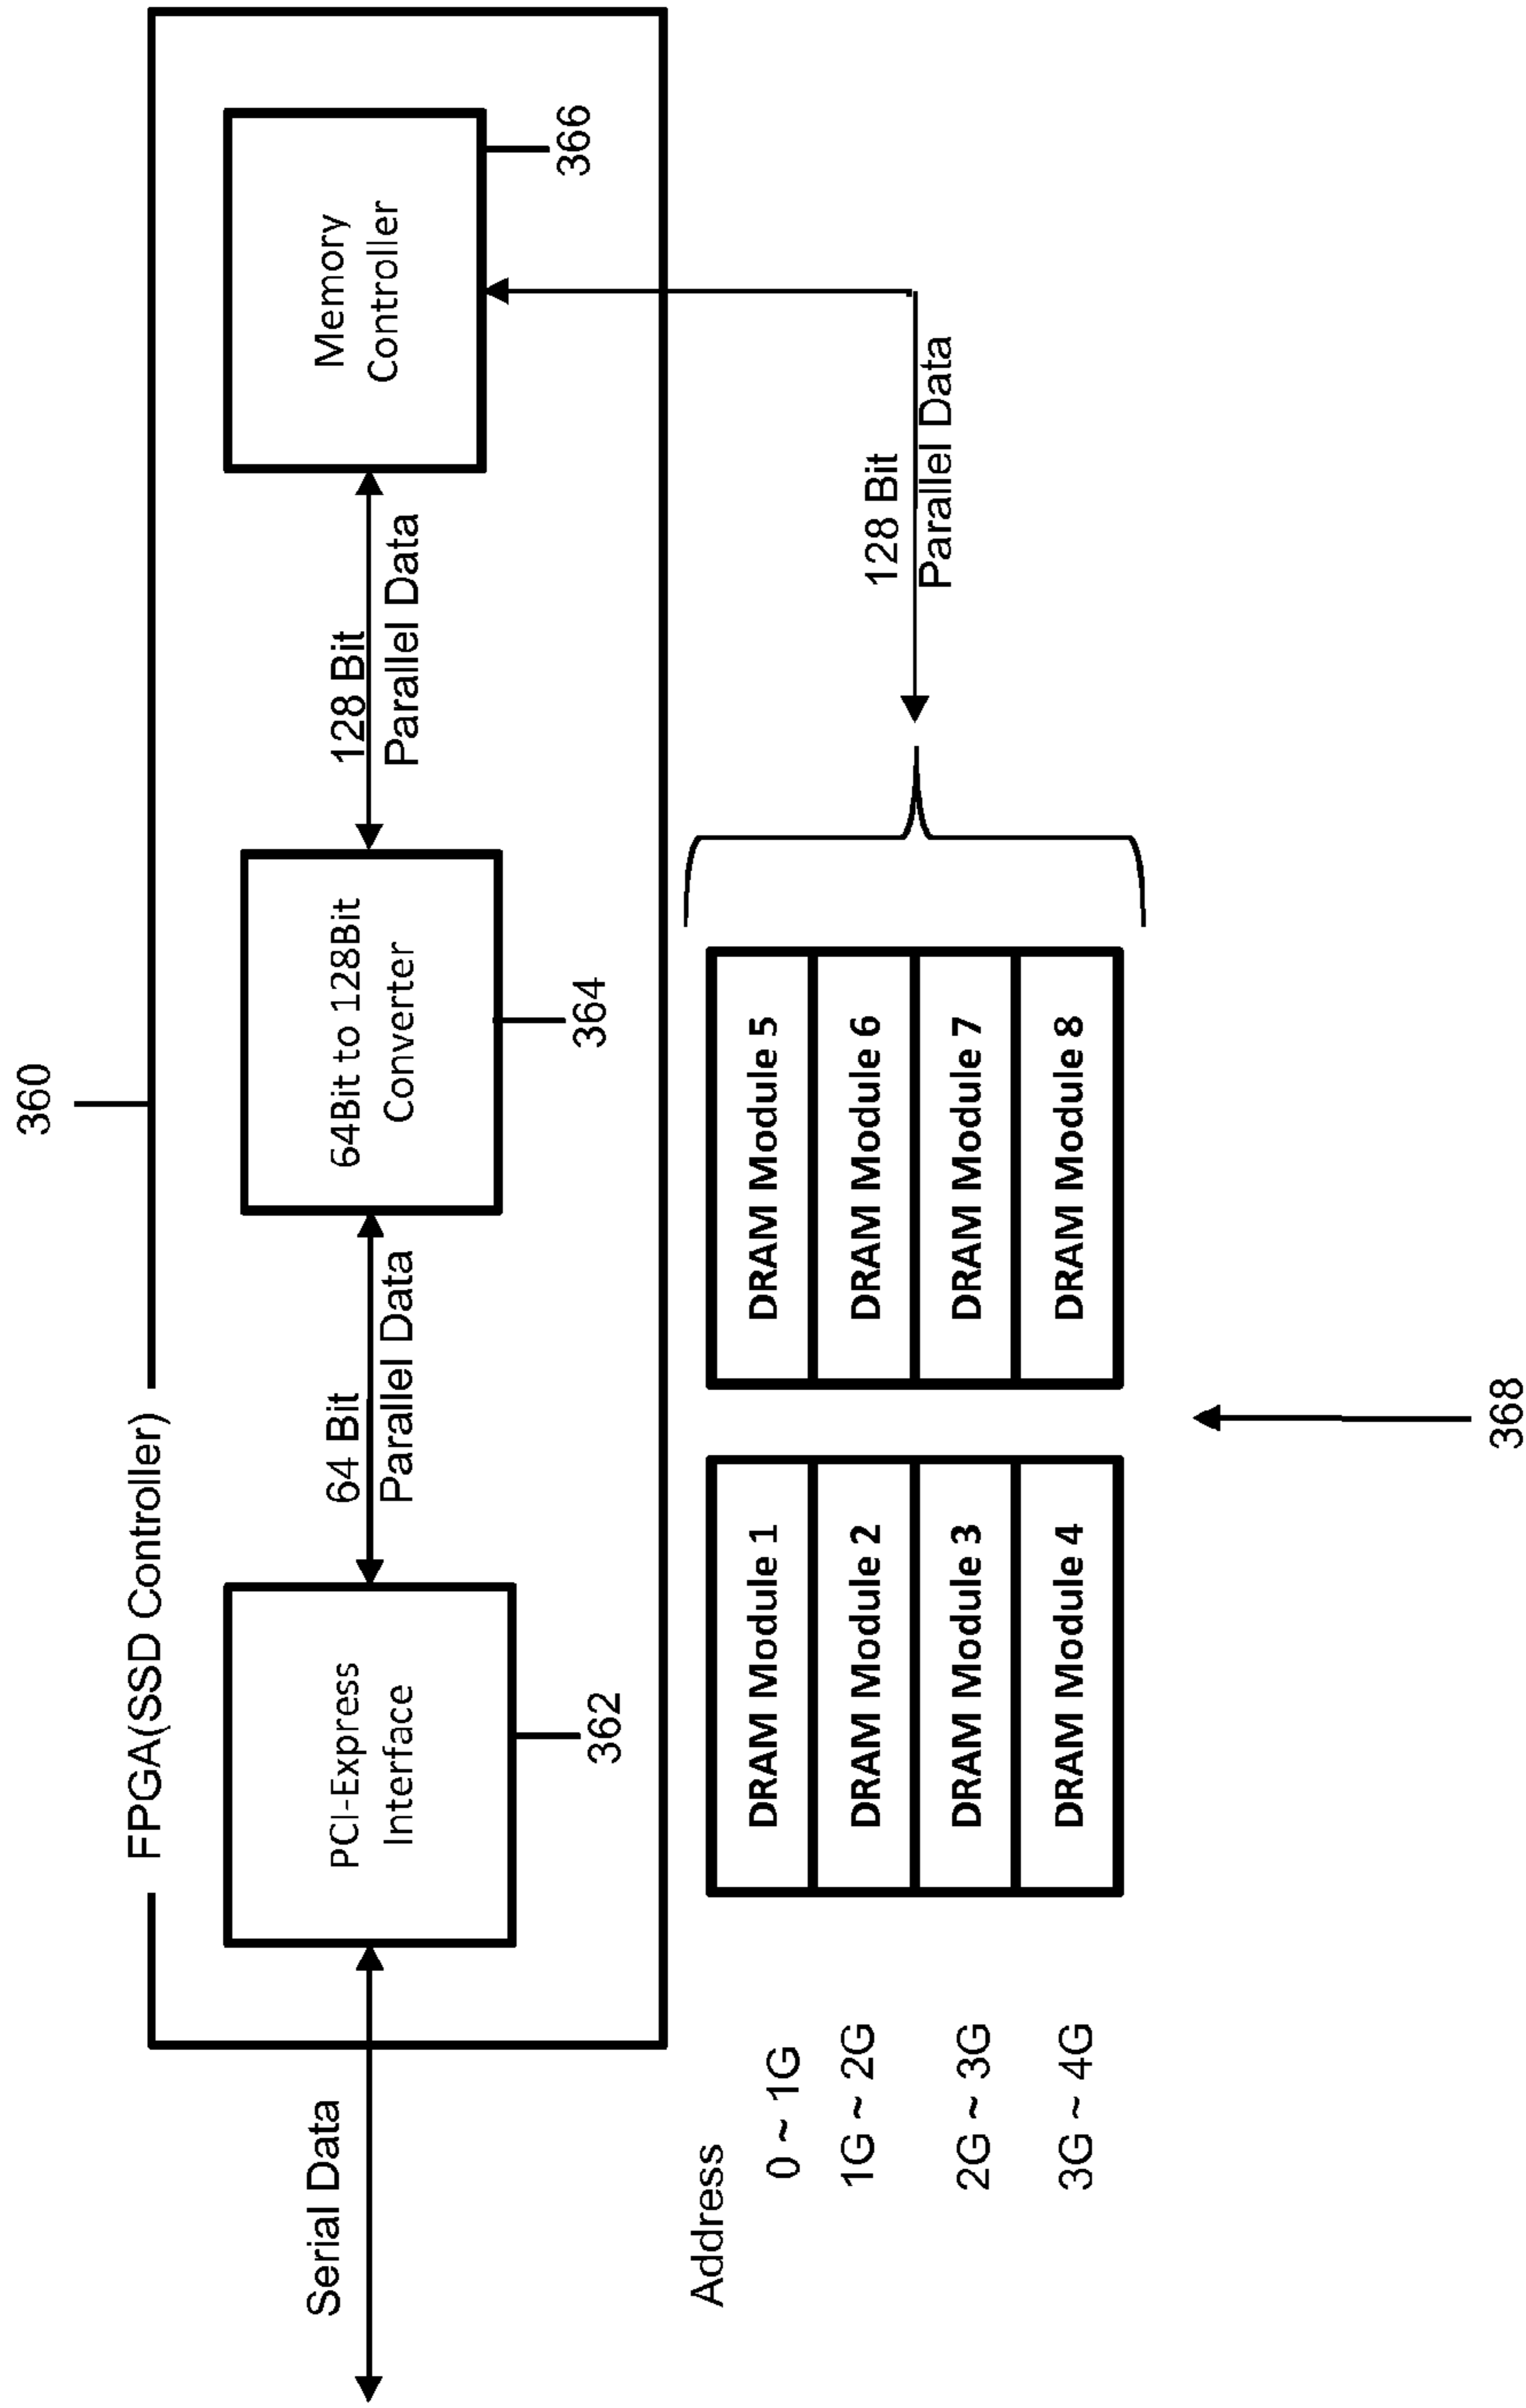 360
FPGA(SSD Controller)
Serial Data
PCI-Express
Interface
362
64 Bit
Parallel Data
64Bit to 128Bit
Converter
364
128 Bit
Parallel Data
Memory
Controller
366
128 Bit
Parallel Data
Address
0 ~ 1G
1G ~ 2G
2G ~ 3G
3G ~ 4G
DRAM Module 1
DRAM Module 2
DRAM Module 3
DRAM Module 4
DRAM Module 5
DRAM Module 6
DRAM Module 7
DRAM Module 8
368